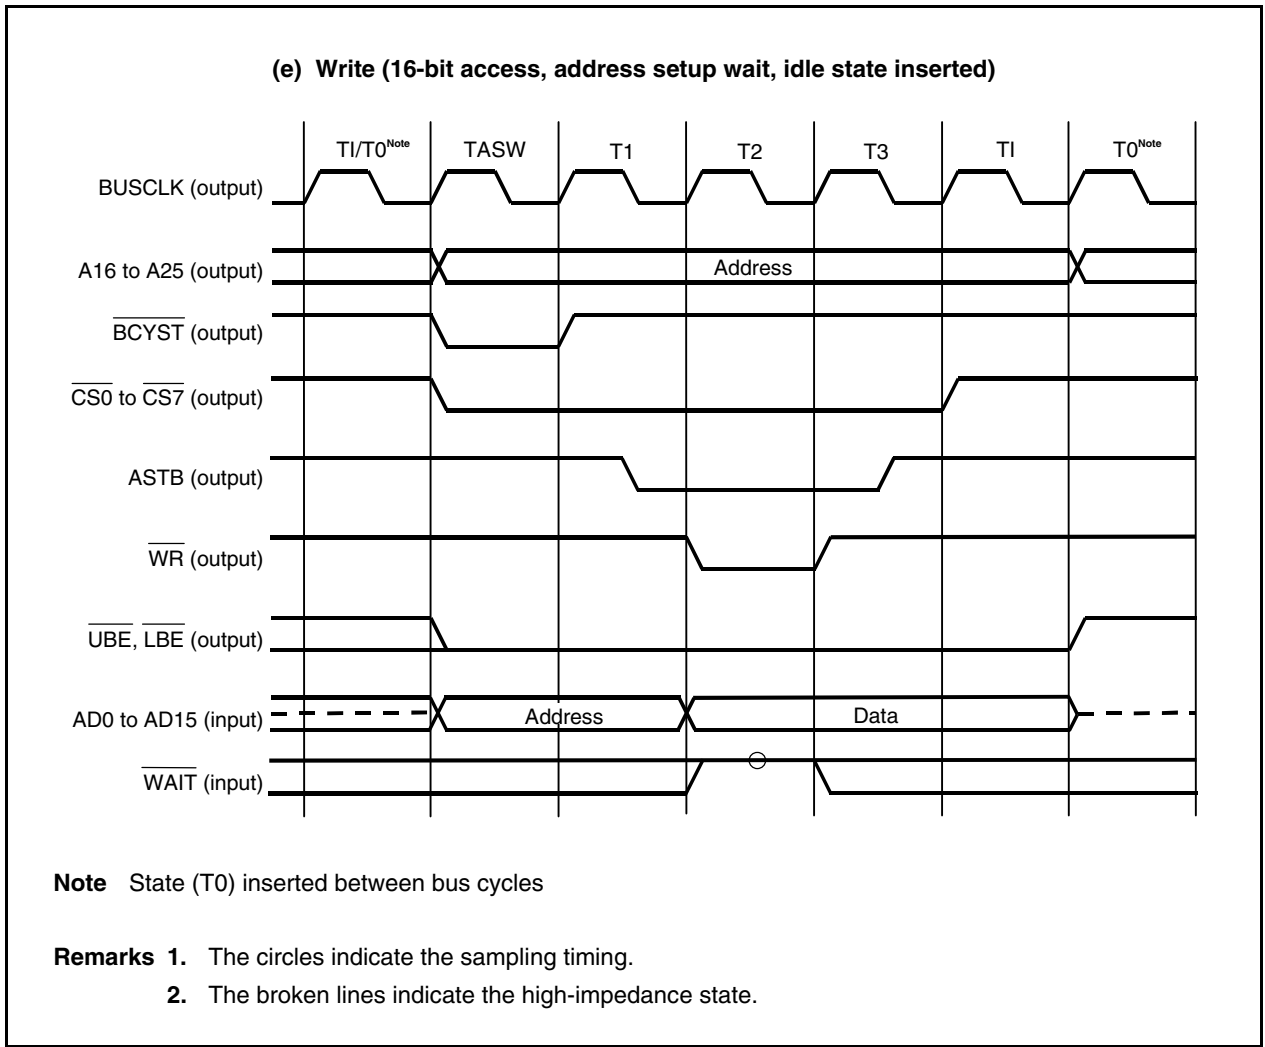 (e) Write (16-bit access, address setup wait, idle state inserted)
TI/T0Note TASW T1 T2 T3 TI T0Note
BUSCLK (output)
A16 to A25 (output) Address
BCYST (output)
CS0 to CS7 (output)
ASTB (output)
WR (output)
UBE, LBE (output)
AD0 to AD15 (input) Address Data
WAIT (input)
Note State (T0) inserted between bus cycles
Remarks 1. The circles indicate the sampling timing.
2. The broken lines indicate the high-impedance state.